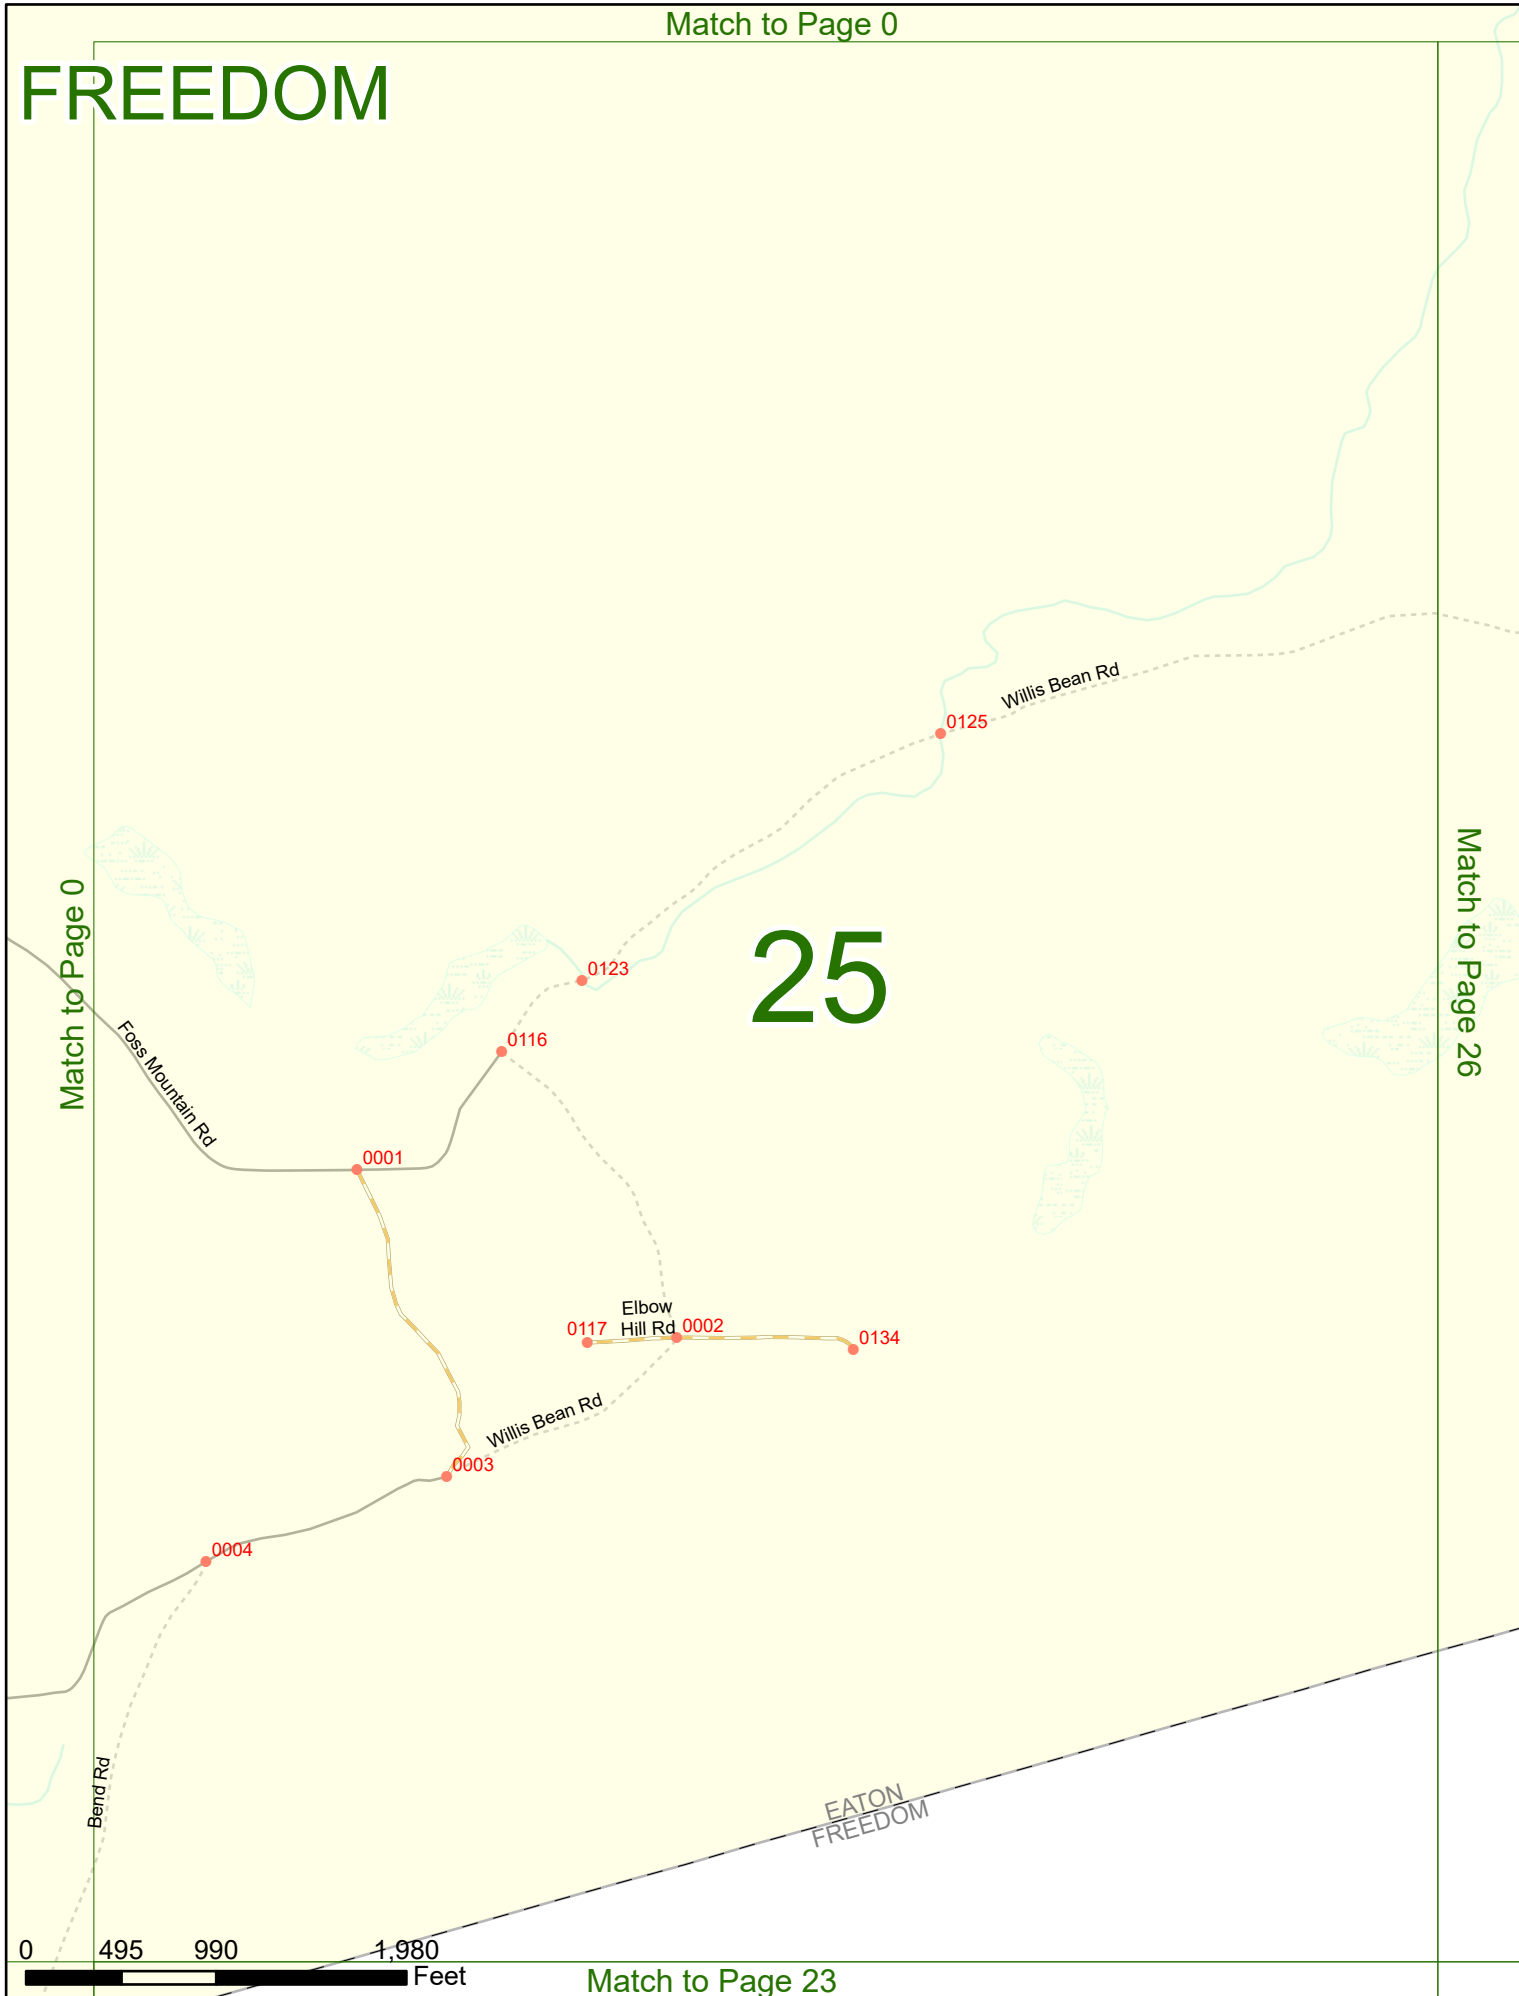 Match to Page 0
FREEDOM
Willis Bean Rd
0125
Match to Page 0
Match to Page 26
25
0123
0116
Foss Mountain Rd
0001
Elbow
Hill Rd
0117
0002
0134
Willis Bean Rd
0003
0004
Bend Rd
EATON
FREEDOM
0 495 990 1,980
Feet
Match to Page 23